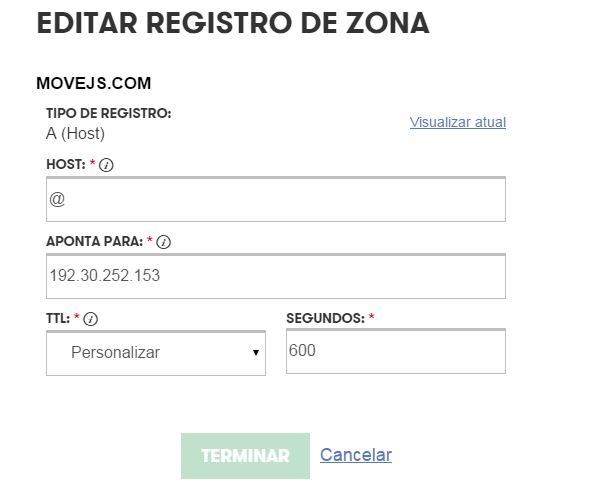 EDITAR REGISTRO DE ZONA
MOVEJS.COM
TIPO DE REGISTRO:
A (Host)
Visualizar atual
HOST: *
@
APONTA PARA: *
192.30.252.153
TTL: *
SEGUNDOS: *
Personalizar
600
TERMINAR
Cancelar